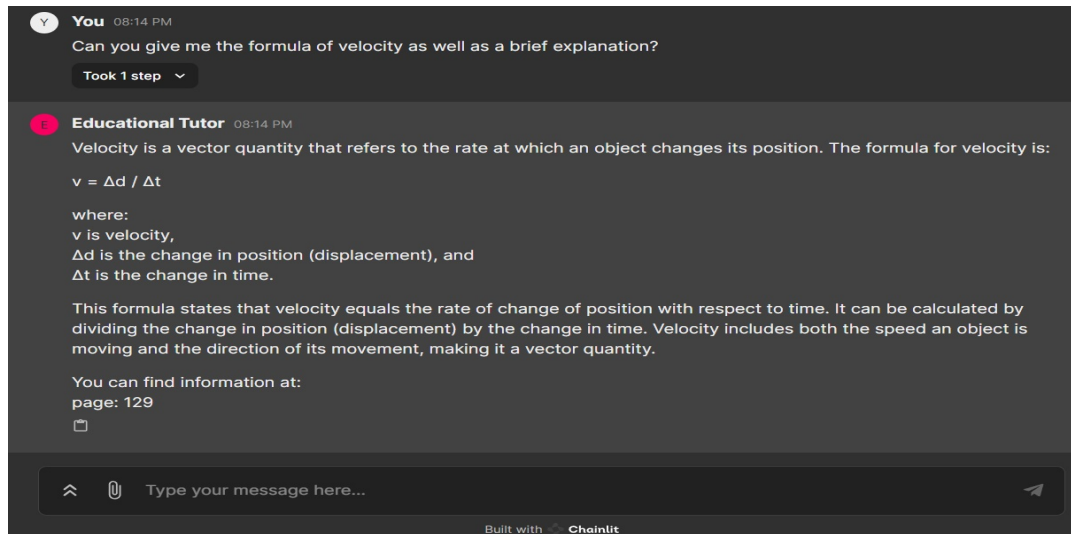 Y You 08:14 PM
Can you give me the formula of velocity as well as a brief explanation?
Took 1 step
E Educational Tutor 08:14 PM
Velocity is a vector quantity that refers to the rate at which an object changes its position. The formula for velocity is:
v = Δd / Δt
where:
v is velocity,
Δd is the change in position (displacement), and
Δt is the change in time.
This formula states that velocity equals the rate of change of position with respect to time. It can be calculated by
dividing the change in position (displacement) by the change in time. Velocity includes both the speed an object is
moving and the direction of its movement, making it a vector quantity.
You can find information at:
page: 129
Type your message here...
Built with Chainlit